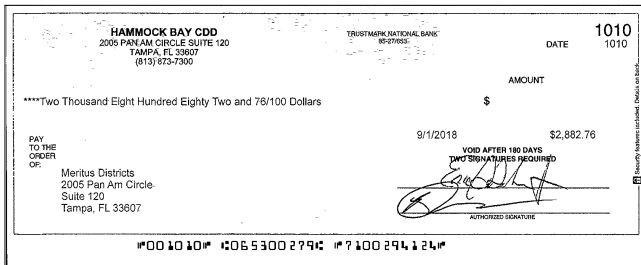 HAMMOCK BAY CDD
2005 PAN AM CIRCLE SUITE 120
TAMPA, FL 33607
(813) 873-7300
TRUSTMARK NATIONAL BANK
85-27/653
1010
DATE 1010
AMOUNT
****Two Thousand Eight Hundred Eighty Two and 76/100 Dollars $
9/1/2018 $2,882.76
PAY
TO THE
ORDER
OF:
VOID AFTER 180 DAYS
TWO SIGNATURES REQUIRED
Meritus Districts
2005 Pan Am Circle
Suite 120
Tampa, FL 33607
AUTHORIZED SIGNATURE
Security features included. Details on back.
⑈001010⑈ ⑆065300279⑆ ⑈7100294124⑈